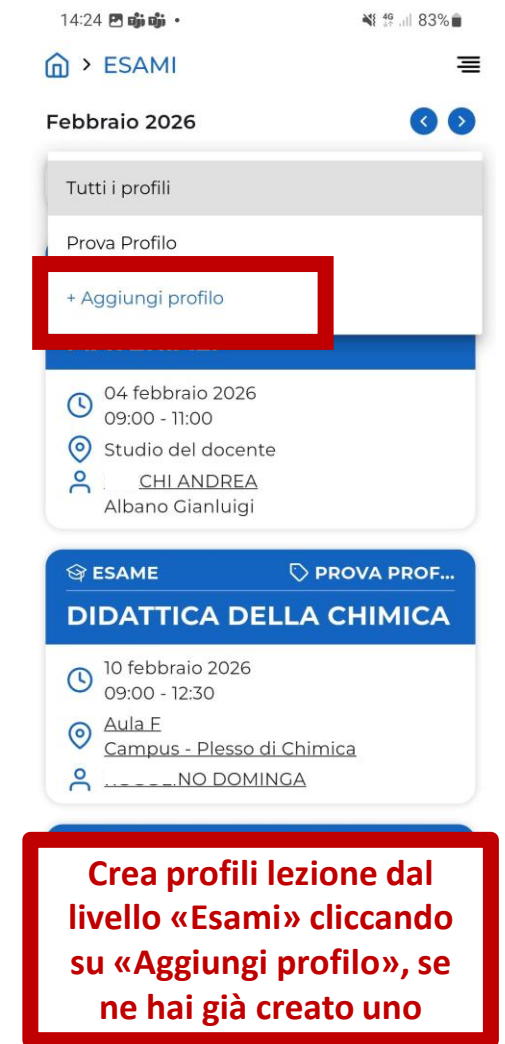 14:24
4G 83%
> ESAMI
Febbraio 2026
Tutti i profili
Prova Profilo
+ Aggiungi profilo
04 febbraio 2026
09:00 - 11:00
Studio del docente
CHI ANDREA
Albano Gianluigi
ESAME PROVA PROF...
DIDATTICA DELLA CHIMICA
10 febbraio 2026
09:00 - 12:30
Aula F
Campus - Plesso di Chimica
NO DOMINGA
Crea profili lezione dal
livello «Esami» cliccando
su «Aggiungi profilo», se
ne hai già creato uno